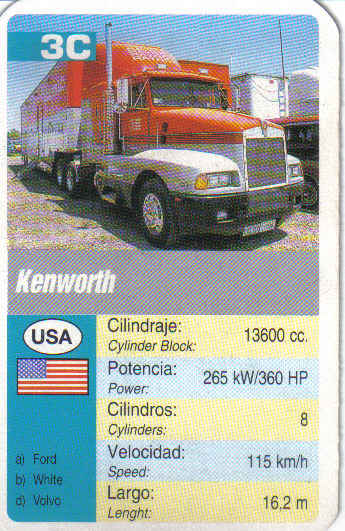 3C
Kenworth
USA
Cilindraje: 13600 cc.
Cylinder Block:
Potencia: 265 kW/360 HP
Power:
Cilindros: 8
Cylinders:
a) Ford
b) White
d) Volvo
Velocidad: 115 km/h
Speed:
Largo: 16,2 m
Lenght: